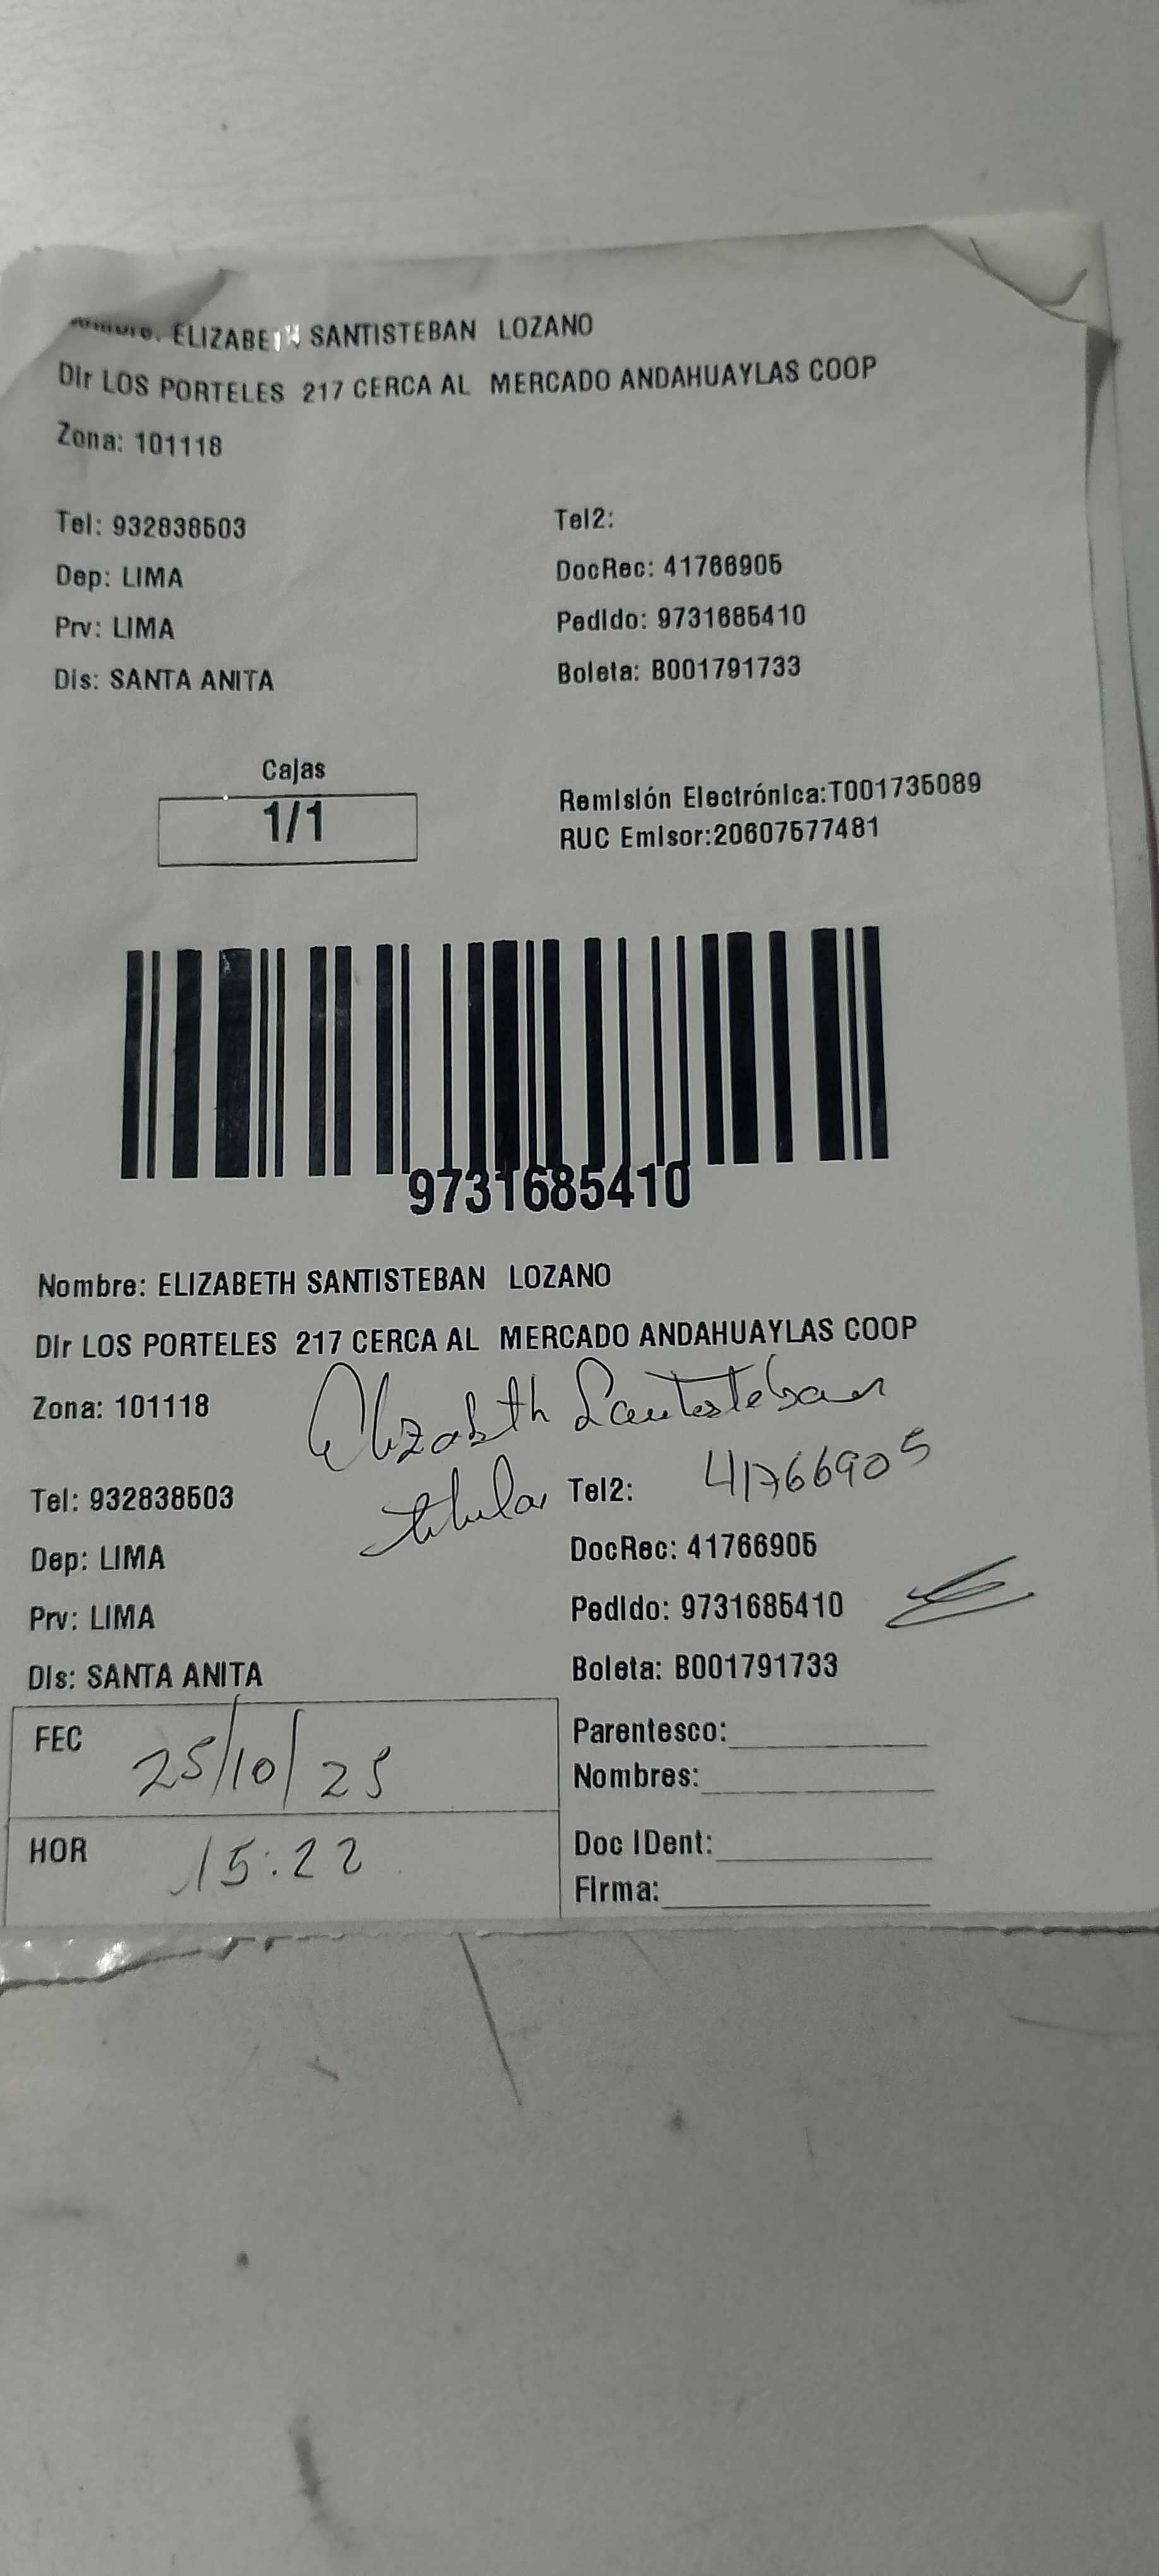 ELIZABETH SANTISTEBAN LOZANO
Dir LOS PORTELES 217 CERCA AL MERCADO ANDAHUAYLAS COOP
Zona: 101118
Tel: 932838503 Tel2:
Dep: LIMA DocRec: 41766905
Prv: LIMA Pedido: 9731685410
Dis: SANTA ANITA Boleta: B001791733
Cajas
1/1
Remisión Electrónica:T001735089
RUC Emisor:20607577481
9731685410
Nombre: ELIZABETH SANTISTEBAN LOZANO
Dir LOS PORTELES 217 CERCA AL MERCADO ANDAHUAYLAS COOP
Zona: 101118
Elizabeth Santisteban
Tel: 932838503 titular Tel2: 41766905
Dep: LIMA DocRec: 41766905
Prv: LIMA Pedido: 9731685410
Dis: SANTA ANITA Boleta: B001791733
FEC 25/10/25
HOR 15:22
Parentesco:
Nombres:
Doc IDent:
Firma: